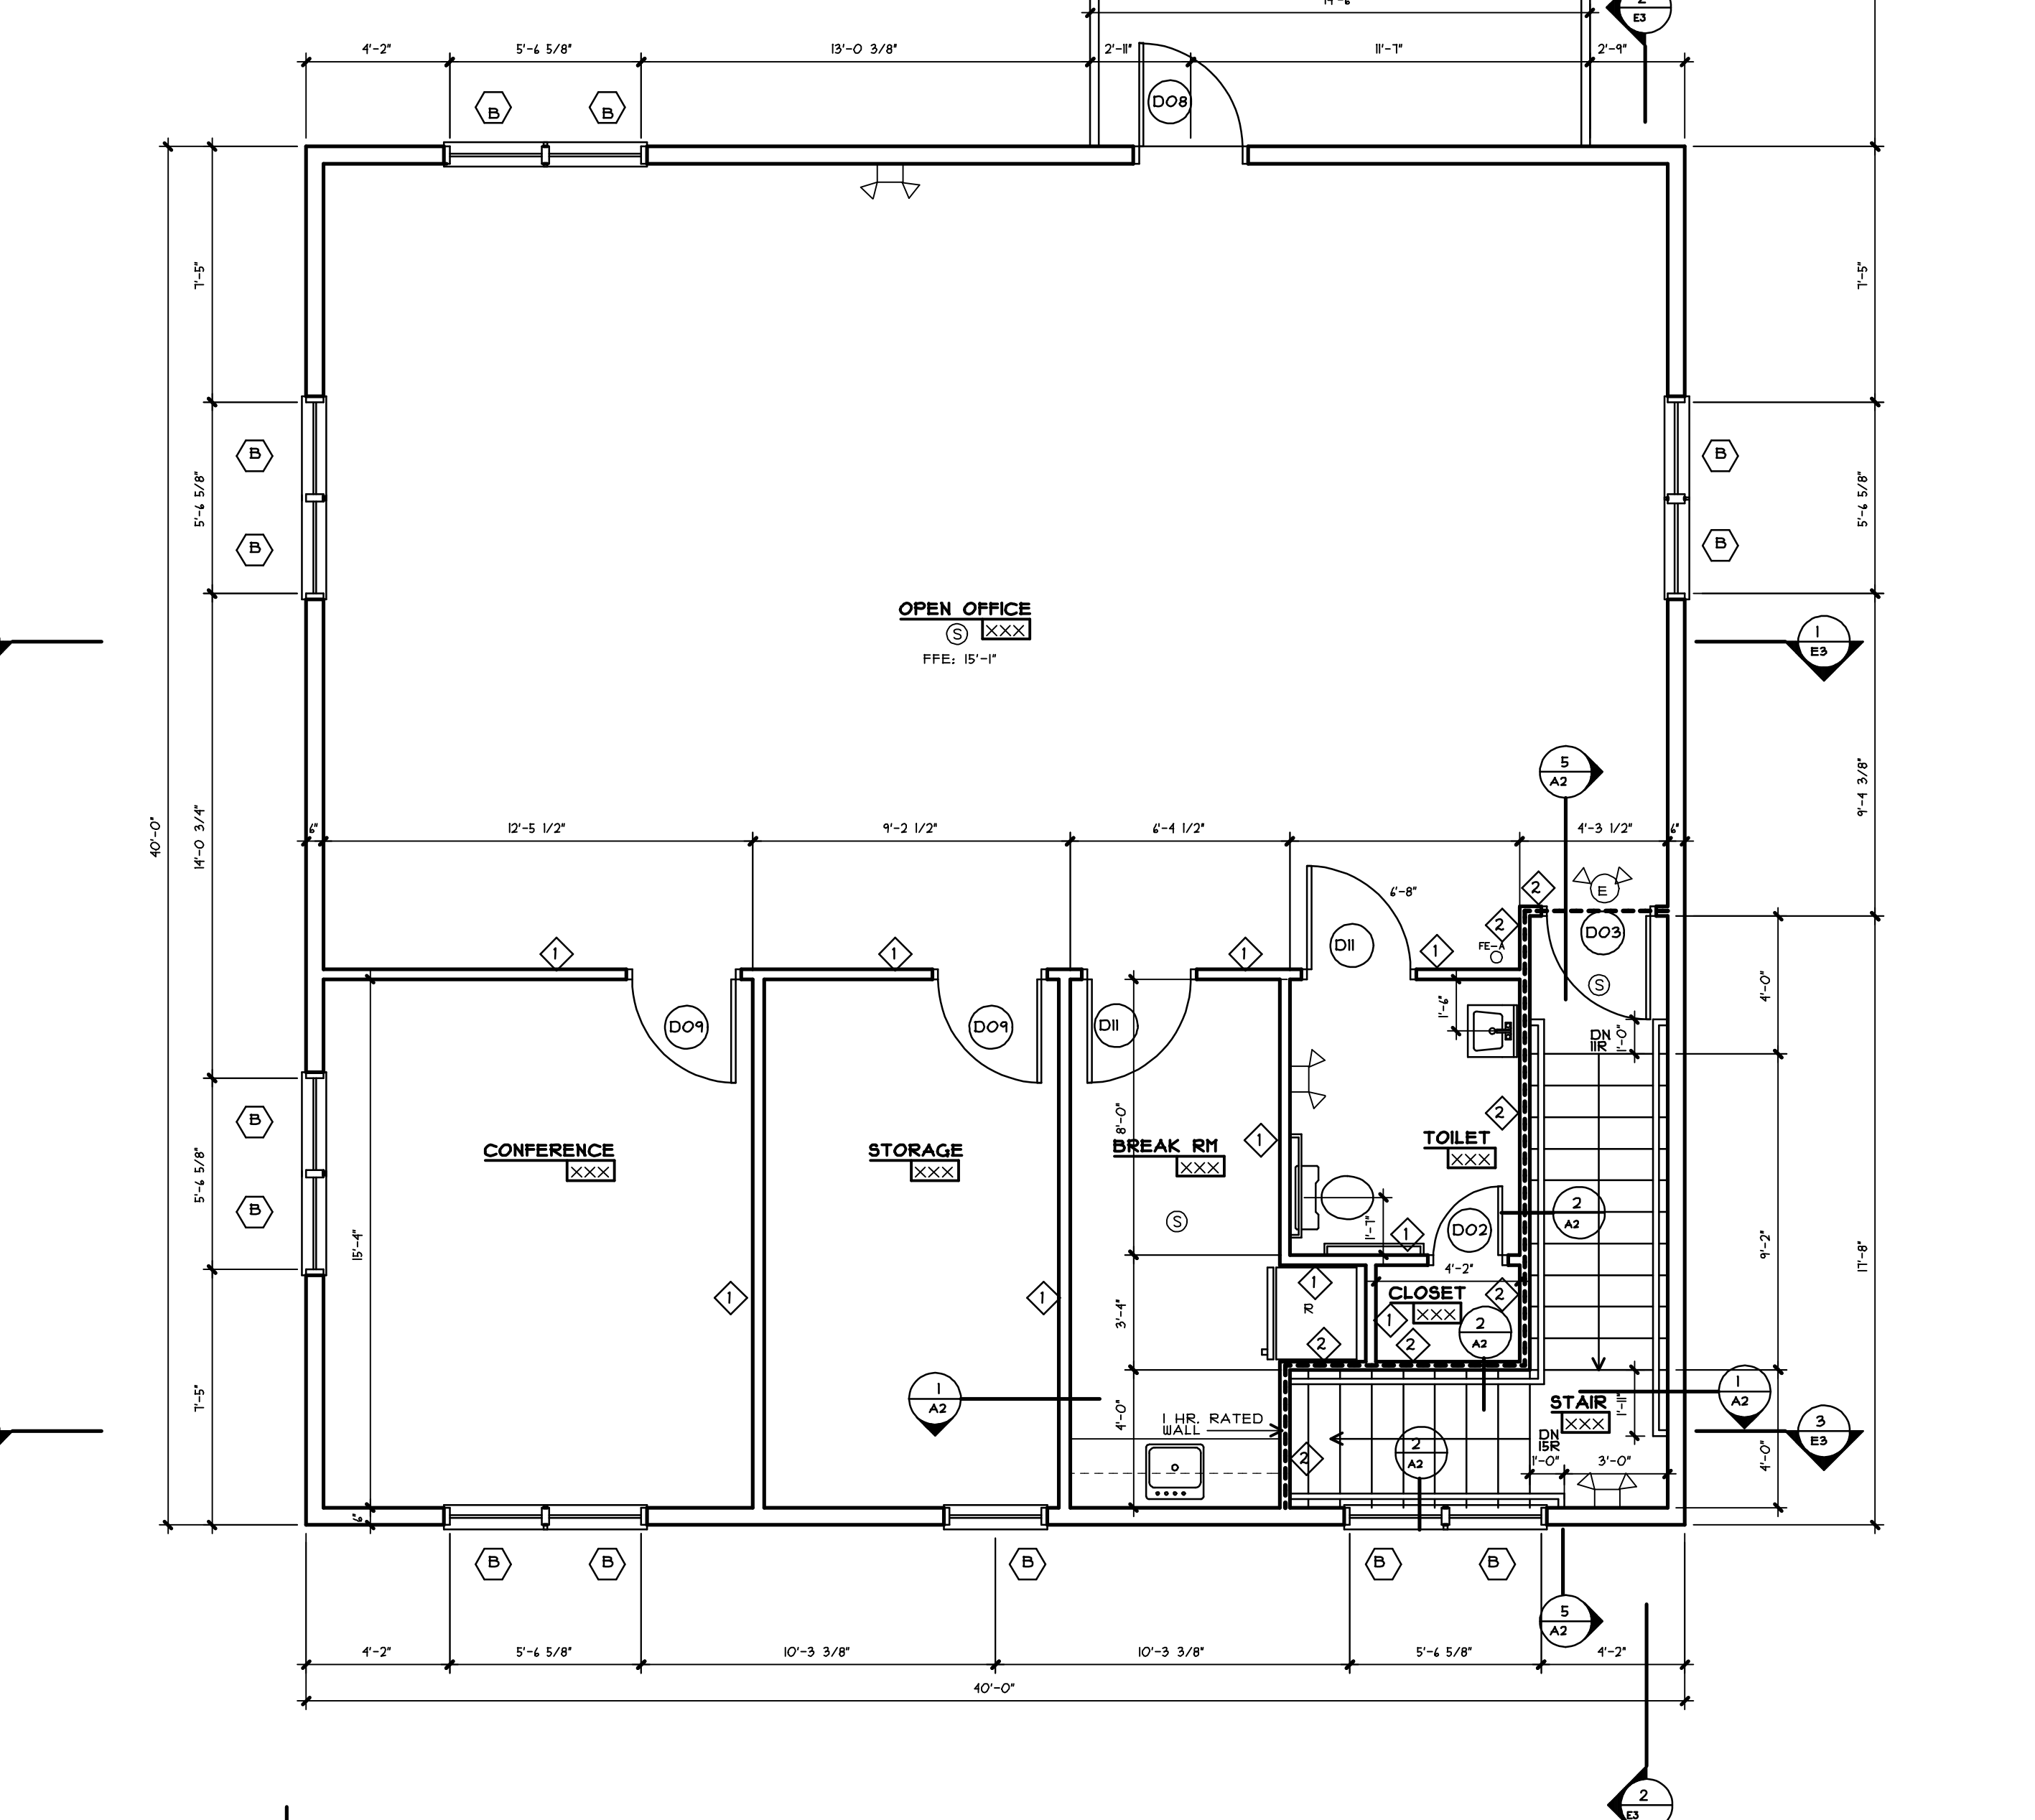 14'-6"
2
E3
4'-2"
5'-6 5/8"
13'-0 3/8"
2'-11"
11'-7"
2'-9"
B
B
D08
7'-5"
7'-5"
B
B
5'-6 5/8"
5'-6 5/8"
B
B
OPEN OFFICE
S
XXX
FFE: 15'-1"
1
E3
5
A2
40'-0"
14'-0 3/4"
9'-4 3/8"
6"
12'-5 1/2"
9'-2 1/2"
6'-4 1/2"
6'-8"
4'-3 1/2"
6"
2
E
2
FE-A
D03
1
1
1
D11
1
S
D09
D09
D11
1'-6"
DN
11R
1'-0"
4'-0"
B
B
5'-6 5/8"
8'-0"
2
CONFERENCE
XXX
STORAGE
XXX
BREAK RM
XXX
1
TOILET
XXX
S
1'-7"
1
D02
2
A2
15'-4"
9'-2"
17'-8"
4'-2"
1
1
3'-4"
1
R
2
CLOSET
XXX
1
2
2
2
A2
7'-5"
1
A2
4'-0"
1 HR. RATED
WALL
STAIR
XXX
1'-11"
1
A2
3
E3
2
2
A2
DN
15R
1'-0"
3'-0"
4'-0"
6"
B
B
B
B
B
5
A2
4'-2"
5'-6 5/8"
10'-3 3/8"
10'-3 3/8"
5'-6 5/8"
4'-2"
40'-0"
2
E3